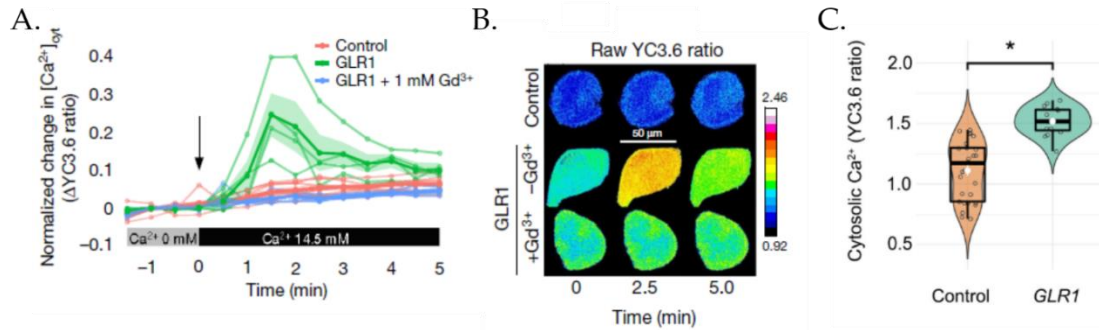 A.
Normalized change in [Ca²⁺]cyt
(ΔYC3.6 ratio)
0.4
0.3
0.2
0.1
0
–0.1
Control
GLR1
GLR1 + 1 mM Gd³⁺
Ca²⁺ 0 mM
Ca²⁺ 14.5 mM
–1
0
1
2
3
4
5
Time (min)
B.
Raw YC3.6 ratio
Control
GLR1
–Gd³⁺
+Gd³⁺
50 µm
2.46
0.92
0
2.5
5.0
Time (min)
C.
Cytosolic Ca²⁺ (YC3.6 ratio)
2.0
1.5
1.0
0.5
*
Control
GLR1